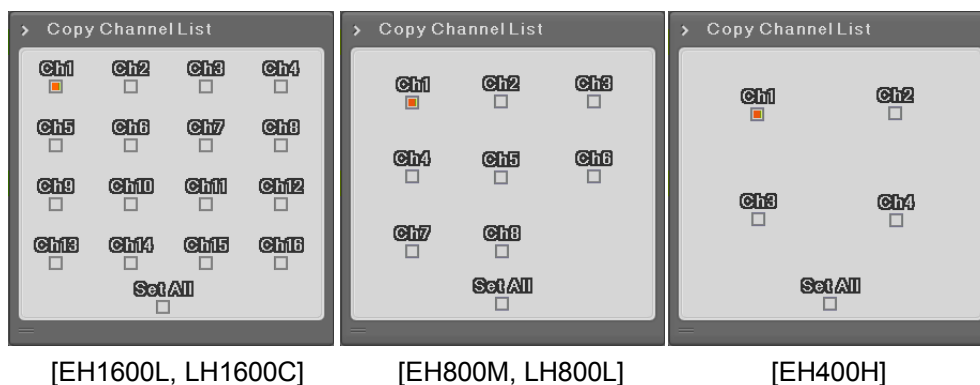 Copy Channel List
Ch1 Ch2 Ch3 Ch4
Ch5 Ch6 Ch7 Ch8
Ch9 Ch10 Ch11 Ch12
Ch13 Ch14 Ch15 Ch16
Set All
[EH1600L, LH1600C]
Copy Channel List
Ch1 Ch2 Ch3
Ch4 Ch5 Ch6
Ch7 Ch8
Set All
[EH800M, LH800L]
Copy Channel List
Ch1 Ch2
Ch3 Ch4
Set All
[EH400H]